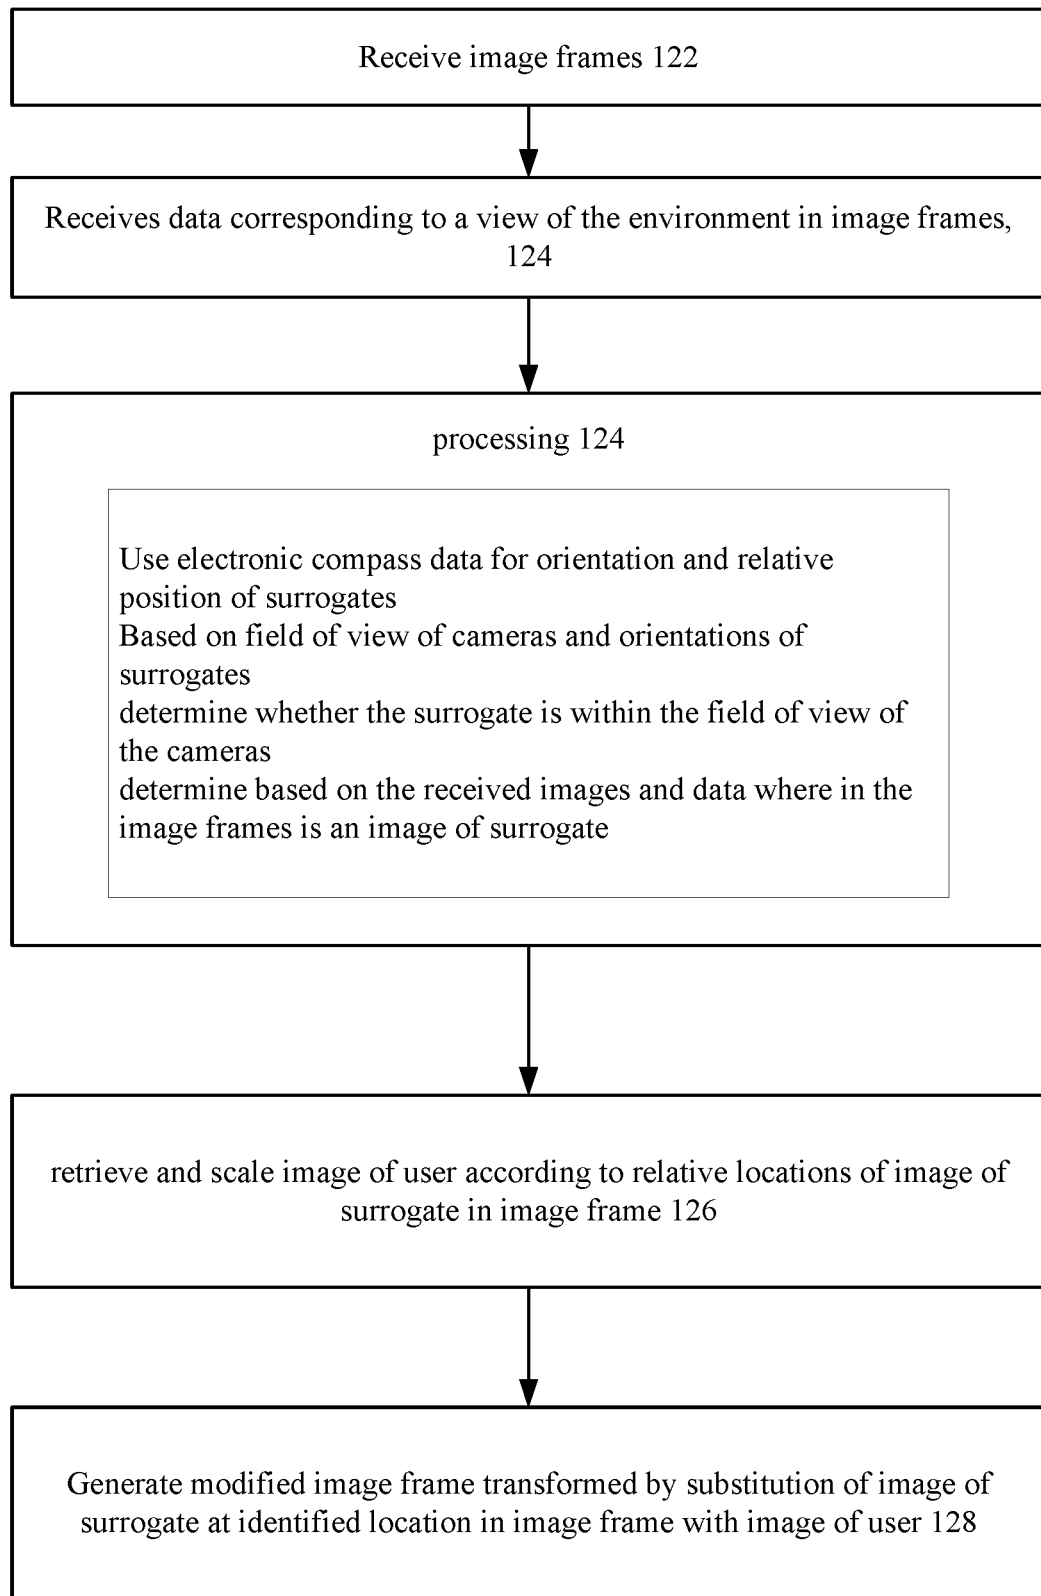 Receive image frames 122
Receives data corresponding to a view of the environment in image frames,
124
processing 124
Use electronic compass data for orientation and relative
position of surrogates
Based on field of view of cameras and orientations of
surrogates
determine whether the surrogate is within the field of view of
the cameras
determine based on the received images and data where in the
image frames is an image of surrogate
retrieve and scale image of user according to relative locations of image of
surrogate in image frame 126
Generate modified image frame transformed by substitution of image of
surrogate at identified location in image frame with image of user 128